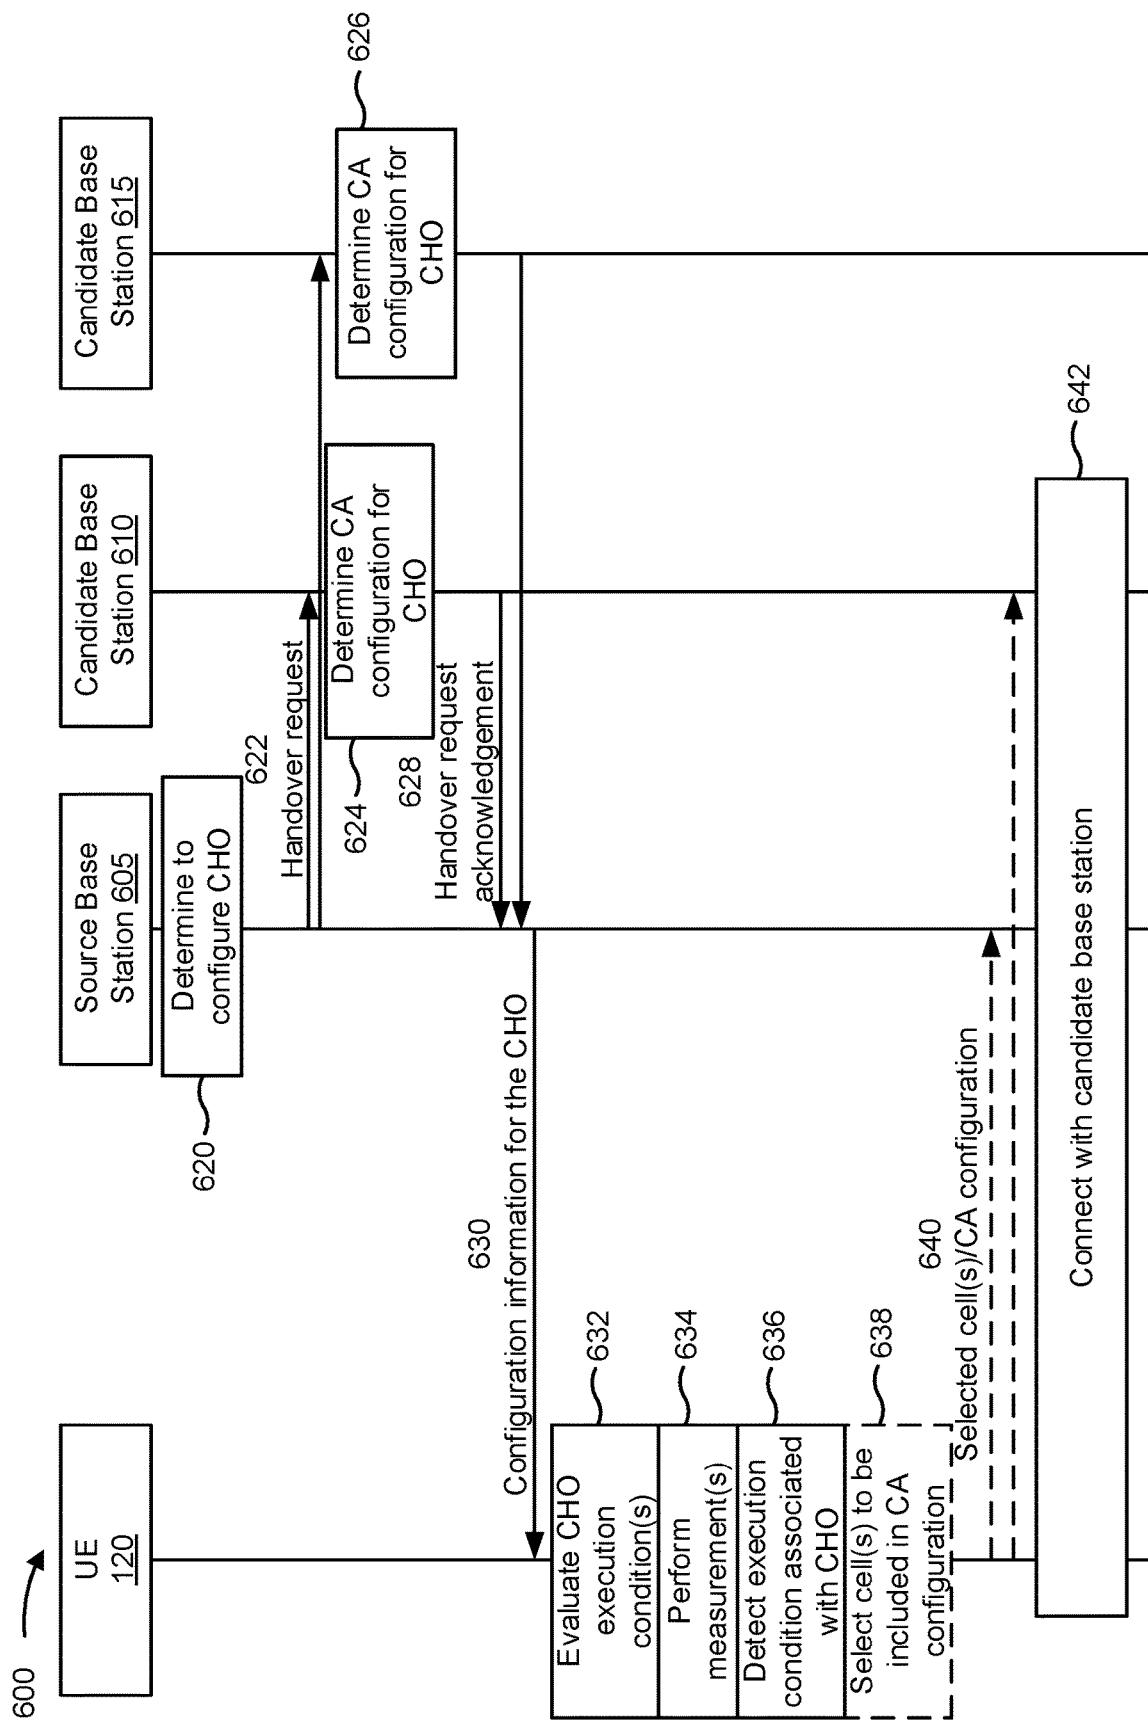 600
UE
120
Source Base
Station 605
Candidate Base
Station 610
Candidate Base
Station 615
Determine to
configure CHO
620
622
Handover request
Determine CA
configuration for
CHO
624
Determine CA
configuration for
CHO
626
628
Handover request
acknowledgement
630
Configuration information for the CHO
Evaluate CHO
execution
condition(s)
632
Perform
measurement(s)
634
Detect execution
condition associated
with CHO
636
Select cell(s) to be
included in CA
configuration
638
640
Selected cell(s)/CA configuration
Connect with candidate base station
642